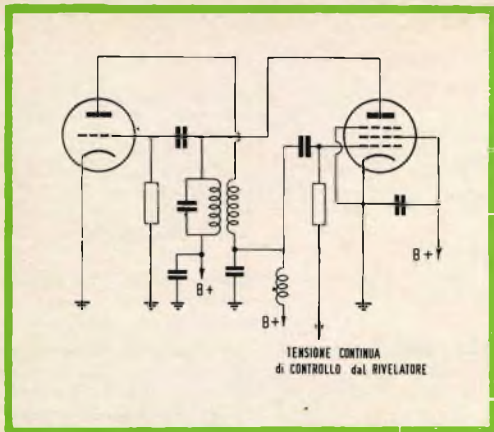 B+
B+
B+
TENSIONE CONTINUA
di CONTROLLO dal RIVELATORE